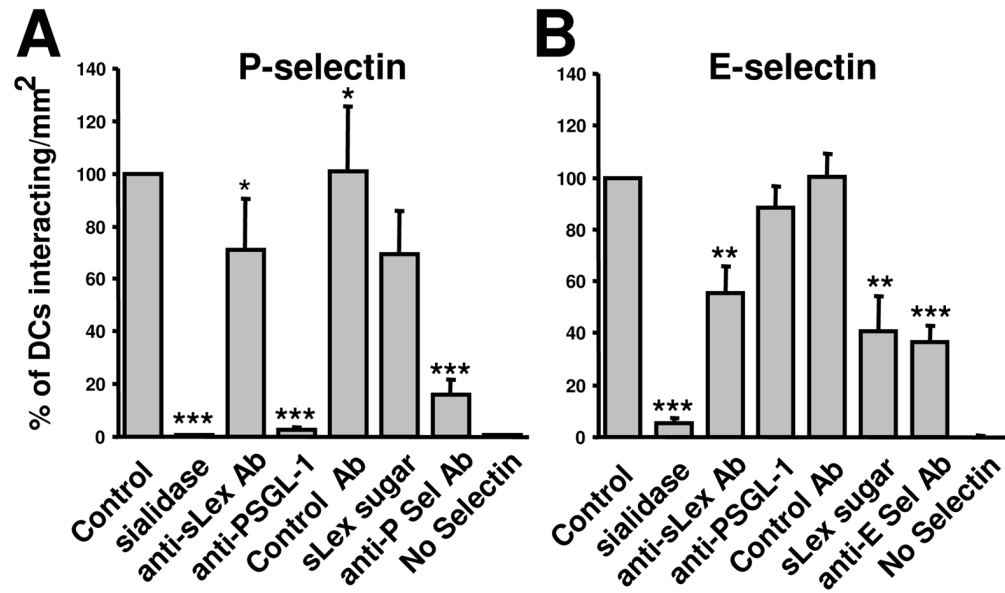 A
P-selectin
% of DCs interacting/mm2
140
120
100
80
60
40
20
0
*
*
***
***
***
Control
sialidase
anti-sLex Ab
anti-PSGL-1
Control Ab
sLex sugar
anti-P Sel Ab
No Selectin
B
E-selectin
140
120
100
80
60
40
20
0
***
**
**
***
Control
sialidase
anti-sLex Ab
anti-PSGL-1
Control Ab
sLex sugar
anti-E Sel Ab
No Selectin